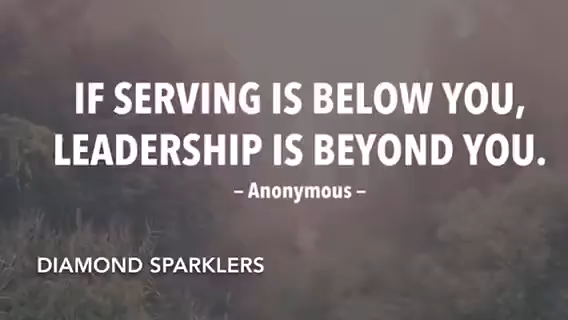 IF SERVING IS BELOW YOU,
LEADERSHIP IS BEYOND YOU.
– Anonymous –
DIAMOND SPARKLERS